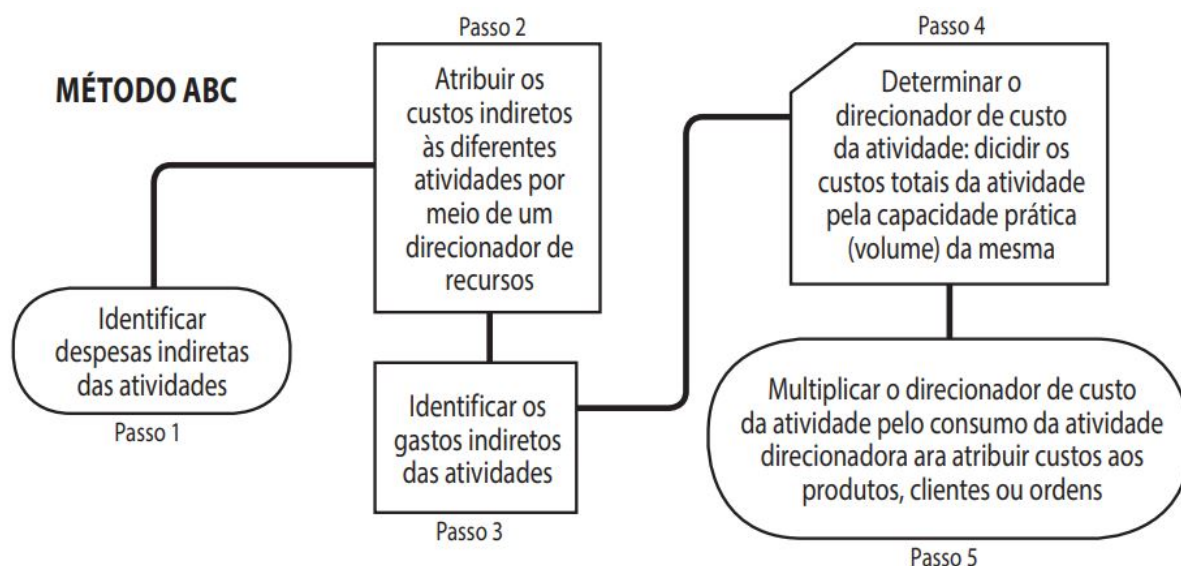 MÉTODO ABC
Identificar
despesas indiretas
das atividades
Passo 1
Passo 2
Atribuir os
custos indiretos
às diferentes
atividades por
meio de um
direcionador de
recursos
Identificar os
gastos indiretos
das atividades
Passo 3
Passo 4
Determinar o
direcionador de custo
da atividade: dicidir os
custos totais da atividade
pela capacidade prática
(volume) da mesma
Multiplicar o direcionador de custo
da atividade pelo consumo da atividade
direcionadora ara atribuir custos aos
produtos, clientes ou ordens
Passo 5